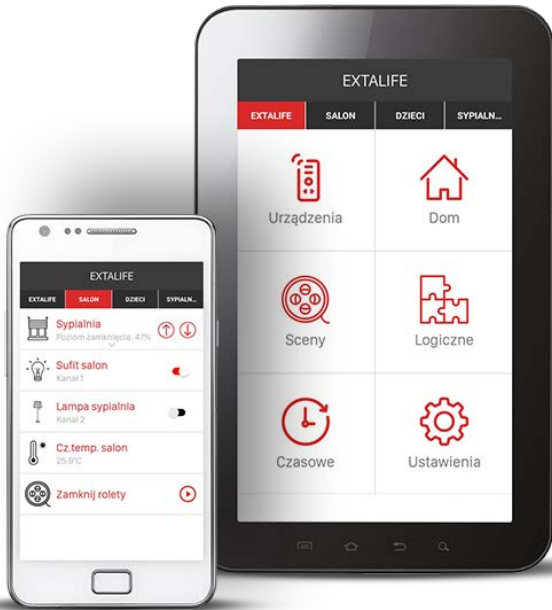 EXTALIFE
EXTALIFE SALON DZIECI SYPIALN...
Urządzenia Dom
Sceny Logiczne
Czasowe Ustawienia
EXTALIFE
EXTALIFE SALON DZIECI SYPIALN...
Sypialnia
Poziom zamknięcia. 47%
Sufit salon
Kanał 1
Lampa sypialnia
Kanał 2
Cz.temp. salon
25.9°C
Zamknij rolety